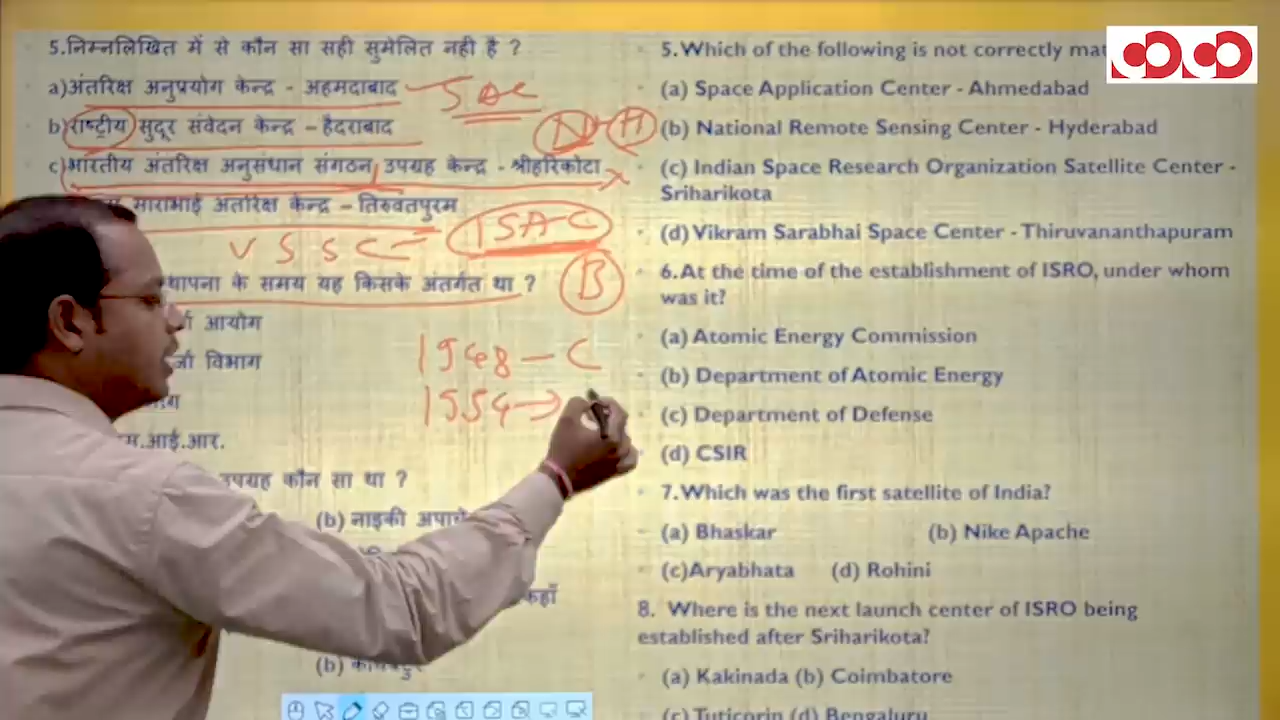 5.निम्नलिखित में से कौन सा सही सुमेलित नही है ?
a)अंतरिक्ष अनुप्रयोग केन्द्र - अहमदाबाद
SAC
b)राष्ट्रीय सुदूर संवेदन केन्द्र – हैदराबाद
N-H
c)भारतीय अंतरिक्ष अनुसंधान संगठन, उपग्रह केन्द्र - श्रीहरिकोटा
साराभाई अंतरिक्ष केन्द्र – तिरुवतपुरम
VSSC - ISAC
थापना के समय यह किसके अंतर्गत था ?
B
आयोग
1948 – C
विभाग
1954 →
म.आई.आर.
उपग्रह कौन सा था ?
(b) नाइकी अपाचे
कहाँ
(b)
5.Which of the following is not correctly
(a) Space Application Center - Ahmedabad
(b) National Remote Sensing Center - Hyderabad
(c) Indian Space Research Organization Satellite Center -
Sriharikota
(d) Vikram Sarabhai Space Center - Thiruvananthapuram
6.At the time of the establishment of ISRO, under whom
was it?
(a) Atomic Energy Commission
(b) Department of Atomic Energy
(c) Department of Defense
(d) CSIR
7.Which was the first satellite of India?
(a) Bhaskar (b) Nike Apache
(c)Aryabhata (d) Rohini
8. Where is the next launch center of ISRO being
established after Sriharikota?
(a) Kakinada (b) Coimbatore
(c) Tuticorin (d) Bengaluru